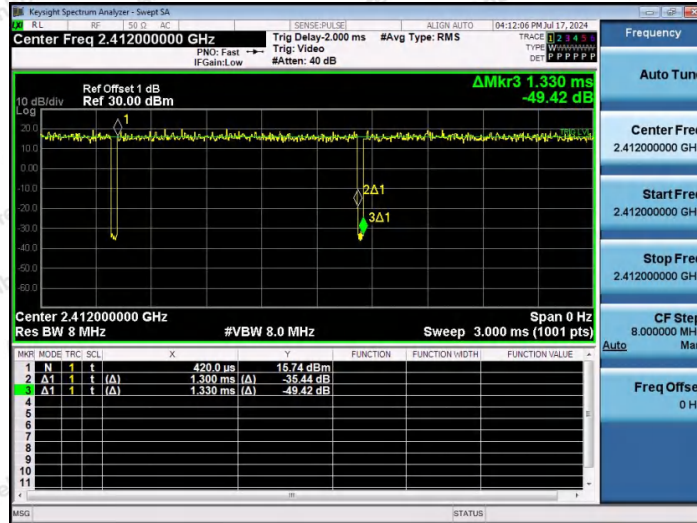 Keysight Spectrum Analyzer - Swept SA
LXI RL RF 50 Ω AC SENSE:PULSE ALIGN AUTO 04:12:06 PM Jul 17, 2024
Center Freq 2.412000000 GHz
PNO: Fast
IFGain:Low
Trig Delay-2.000 ms
Trig: Video
#Atten: 40 dB
#Avg Type: RMS
TRACE 1 2 3 4 5 6
TYPE W
DET P P P P P P
Ref Offset 1 dB
Ref 30.00 dBm
10 dB/div
Log
ΔMkr3 1.330 ms
-49.42 dB
20.0
10.0
0.00
-10.0
-20.0
-30.0
-40.0
-50.0
-60.0
1
TRIG LVL
2Δ1
3Δ1
Center 2.412000000 GHz
Span 0 Hz
Res BW 8 MHz
#VBW 8.0 MHz
Sweep 3.000 ms (1001 pts)
MKR MODE TRC SCL X Y FUNCTION FUNCTION WIDTH FUNCTION VALUE
1 N 1 t 420.0 µs 15.74 dBm
2 Δ1 1 t (Δ) 1.300 ms (Δ) -35.44 dB
3 Δ1 1 t (Δ) 1.330 ms (Δ) -49.42 dB
4
5
6
7
8
9
10
11
MSG
STATUS
Frequency
Auto Tun
Center Fre
2.412000000 GH
Start Fre
2.412000000 GH
Stop Fre
2.412000000 GH
CF Step
8.000000 MH
Auto Ma
Freq Offse
0 H